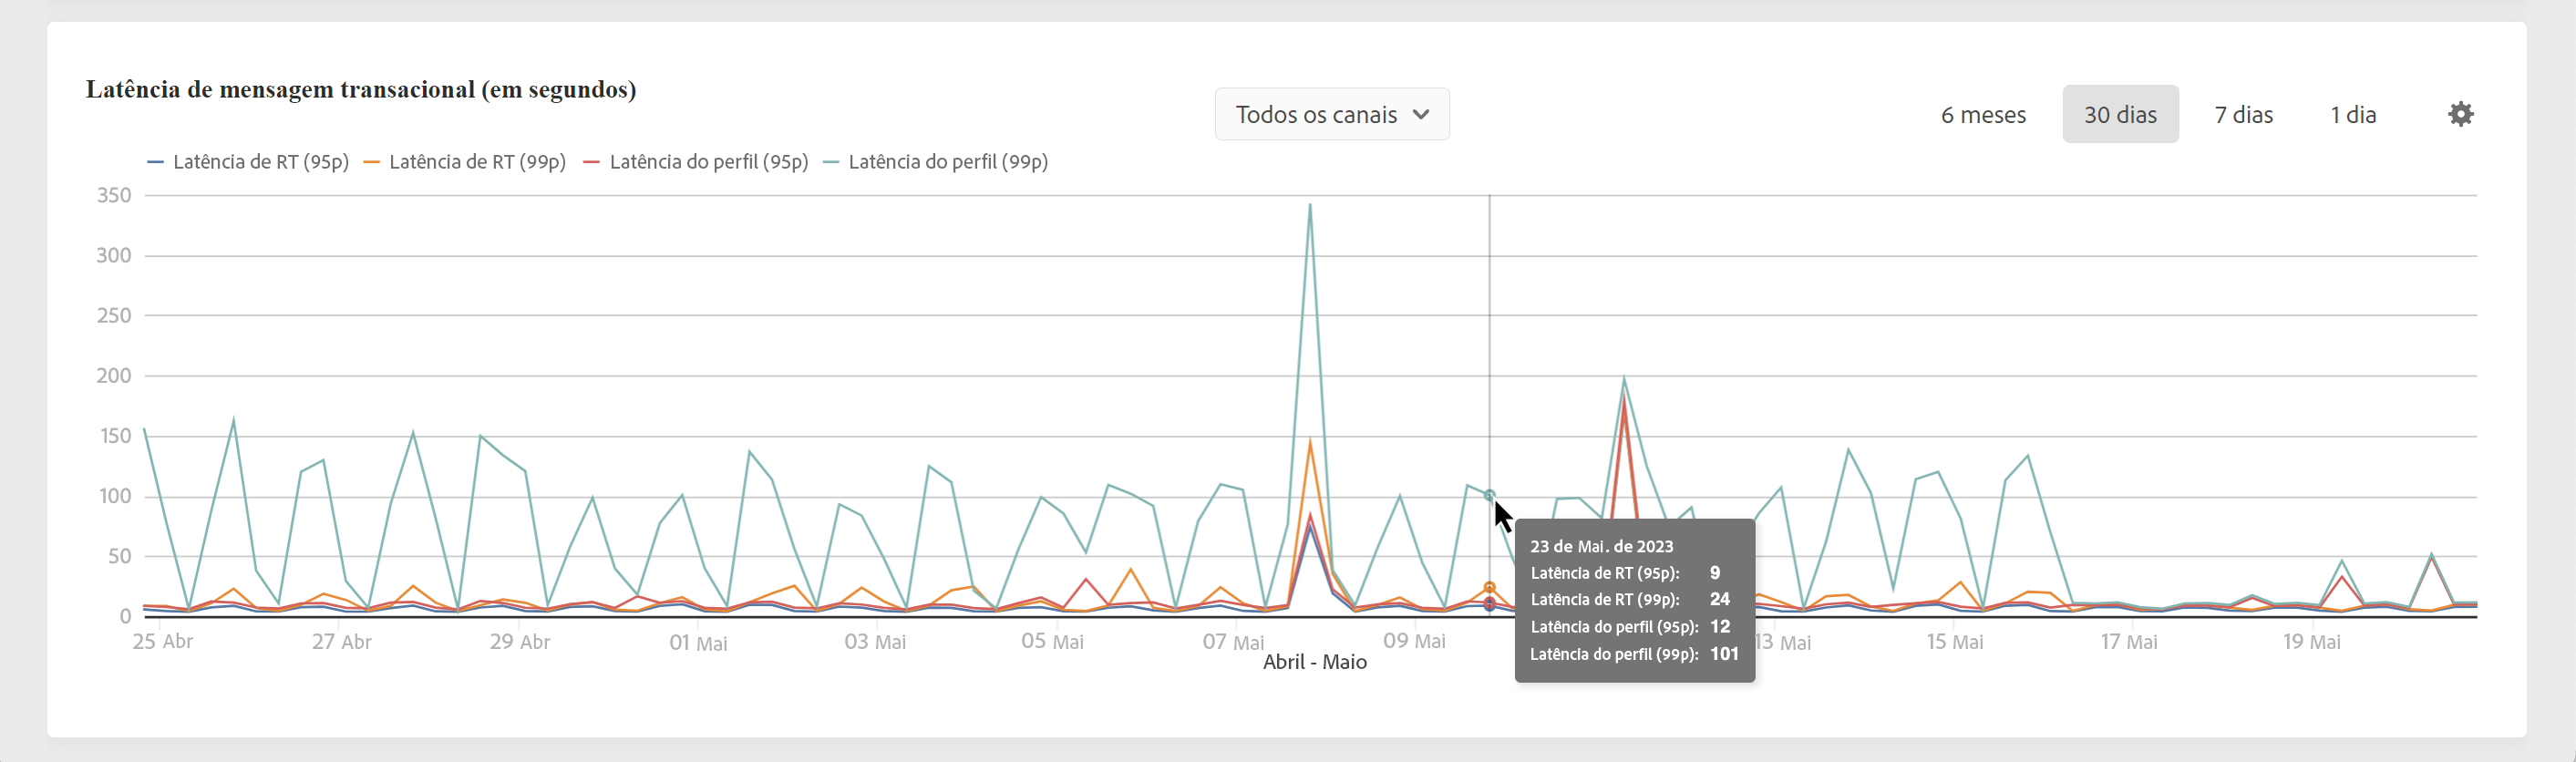 Latência de mensagem transacional (em segundos)
Todos os canais
6 meses 30 dias 7 dias 1 dia
Latência de RT (95p) Latência de RT (99p) Latência do perfil (95p) Latência do perfil (99p)
350
300
250
200
150
100
50
0
23 de Mai. de 2023
Latência de RT (95p): 9
Latência de RT (99p): 24
Latência do perfil (95p): 12
Latência do perfil (99p): 101
25 Abr 27 Abr 29 Abr 01 Mai 03 Mai 05 Mai 07 Mai 09 Mai 13 Mai 15 Mai 17 Mai 19 Mai
Abril - Maio